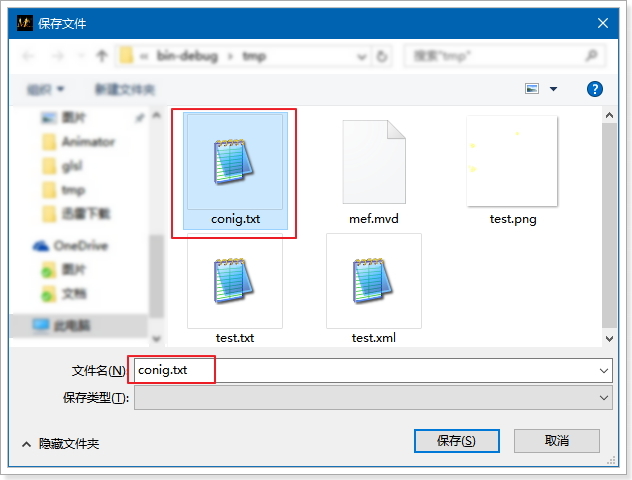 保存文件
bin-debug tmp
搜索"tmp"
组织 新建文件夹
图片
Animator
glsl
tmp
迅雷下载
OneDrive
图片
文档
此电脑
conig.txt
mef.mvd
test.png
test.txt
test.xml
文件名(N): conig.txt
保存类型(T):
隐藏文件夹
保存(S)
取消